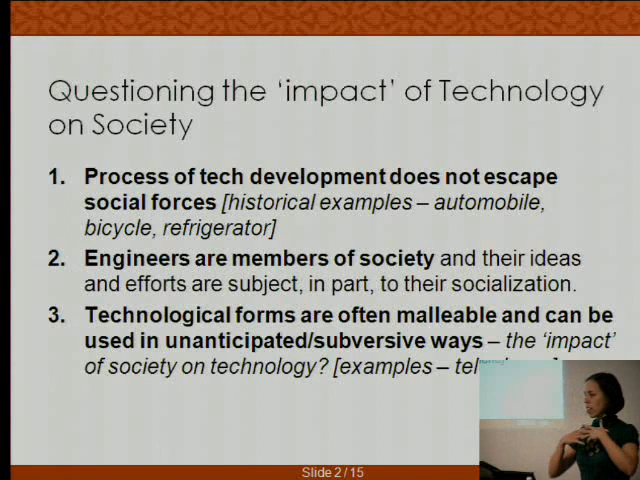 Questioning the ‘impact’ of Technology
on Society
1. Process of tech development does not escape
social forces [historical examples – automobile,
bicycle, refrigerator]
2. Engineers are members of society and their ideas
and efforts are subject, in part, to their socialization.
3. Technological forms are often malleable and can be
used in unanticipated/subversive ways – the ‘impact’
of society on technology? [examples –
Slide 2 / 15